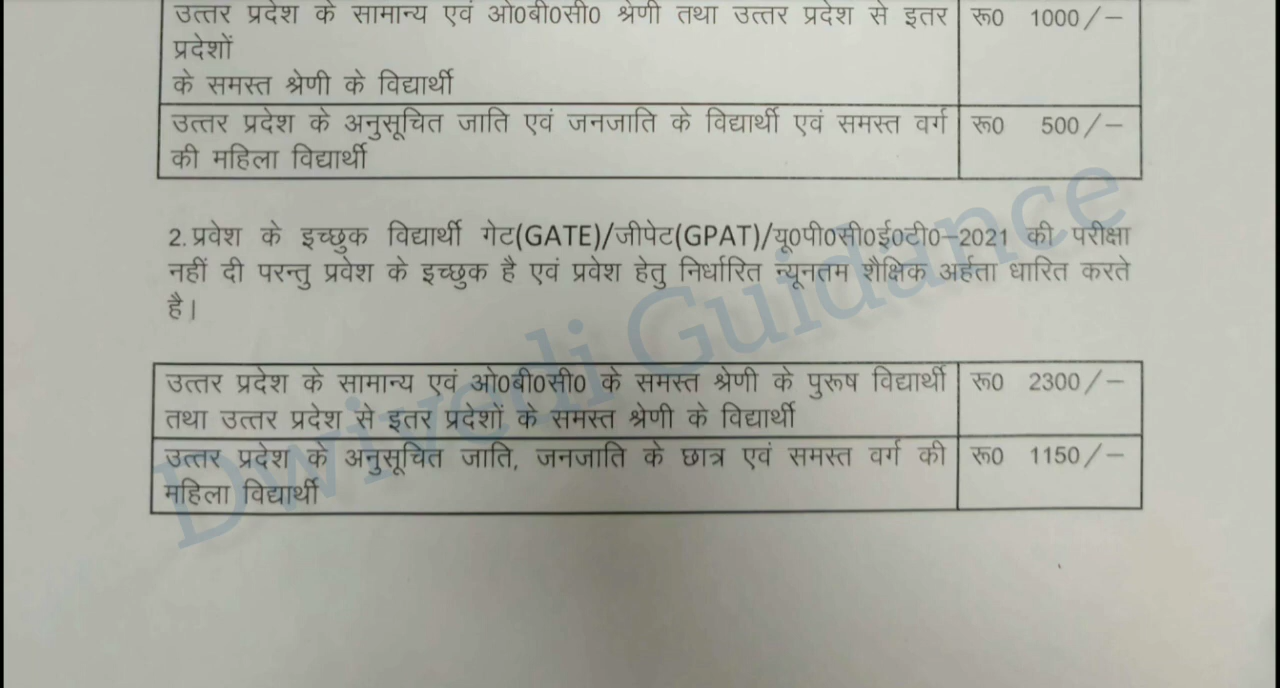 उत्तर प्रदेश के सामान्य एवं ओ0बी0सी0 श्रेणी तथा उत्तर प्रदेश से इतर
प्रदेशों
के समस्त श्रेणी के विद्यार्थी
रू0 1000/-
उत्तर प्रदेश के अनुसूचित जाति एवं जनजाति के विद्यार्थी एवं समस्त वर्ग
की महिला विद्यार्थी
रू0 500/-
2. प्रवेश के इच्छुक विद्यार्थी गेट(GATE)/जीपेट(GPAT)/यू0पी0सी0ई0टी0-2021 की परीक्षा
नहीं दी परन्तु प्रवेश के इच्छुक है एवं प्रवेश हेतु निर्धारित न्यूनतम शैक्षिक अर्हता धारित करते
है।
उत्तर प्रदेश के सामान्य एवं ओ0बी0सी0 के समस्त श्रेणी के पुरूष विद्यार्थी
तथा उत्तर प्रदेश से इतर प्रदेशों के समस्त श्रेणी के विद्यार्थी
रू0 2300/-
उत्तर प्रदेश के अनुसूचित जाति, जनजाति के छात्र एवं समस्त वर्ग की
महिला विद्यार्थी
रू0 1150/-
Dwivedi Guidance